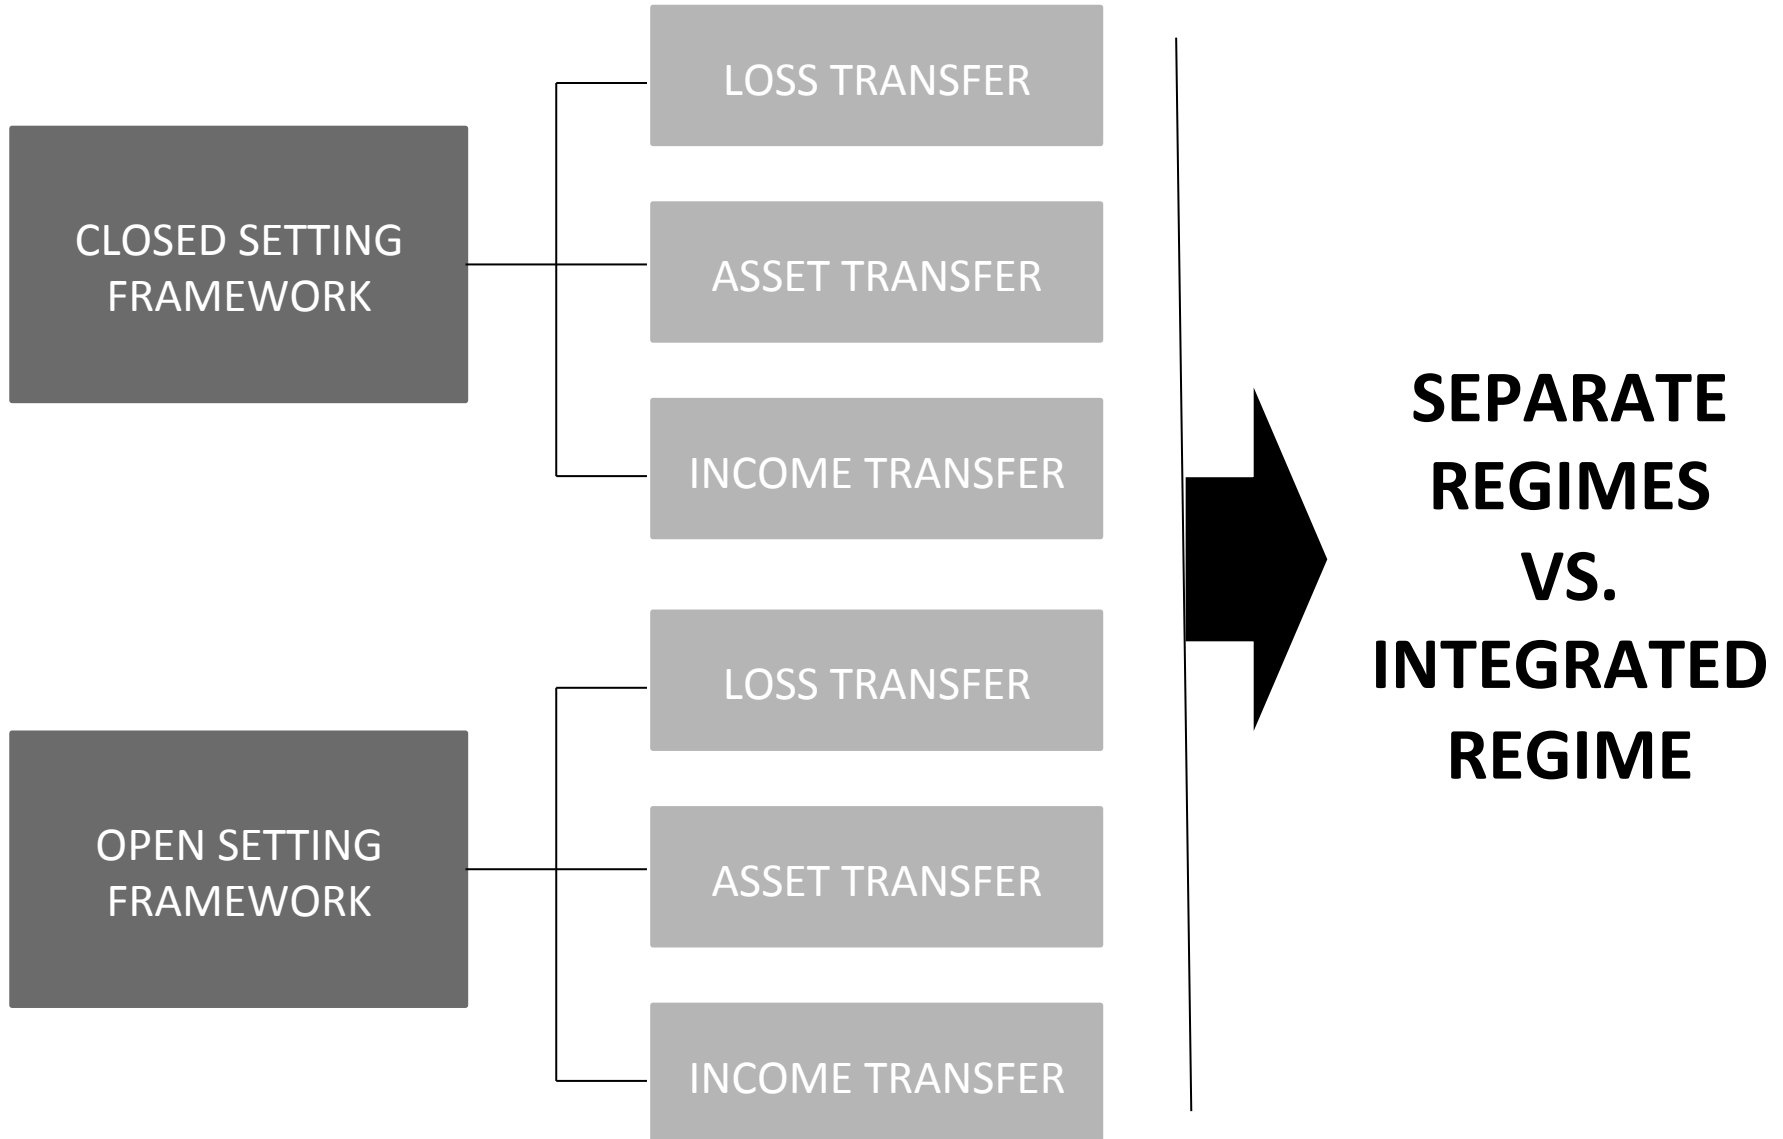 CLOSED SETTING
FRAMEWORK
LOSS TRANSFER
ASSET TRANSFER
INCOME TRANSFER
OPEN SETTING
FRAMEWORK
LOSS TRANSFER
ASSET TRANSFER
INCOME TRANSFER
SEPARATE
REGIMES
VS.
INTEGRATED
REGIME